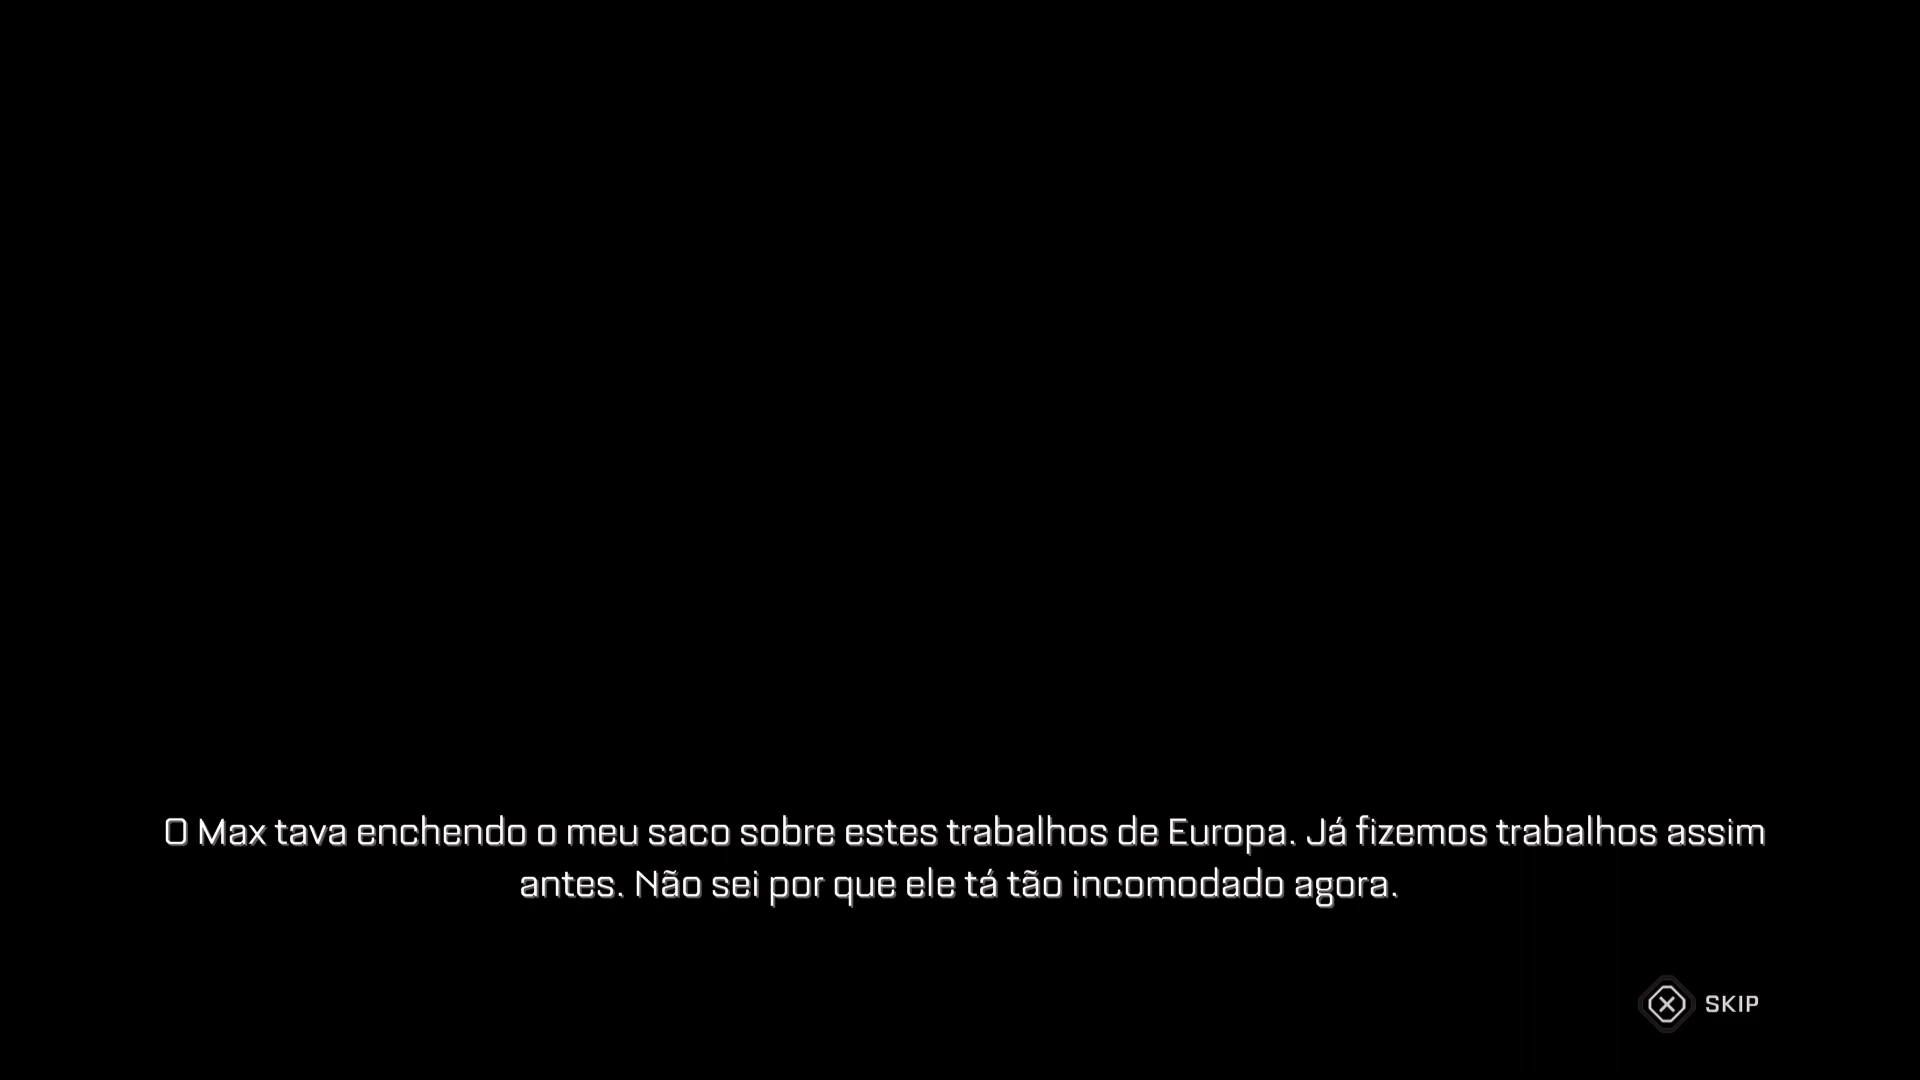 O Max tava enchendo o meu saco sobre estes trabalhos de Europa. Já fizemos trabalhos assim
antes. Não sei por que ele tá tão incomodado agora.
SKIP